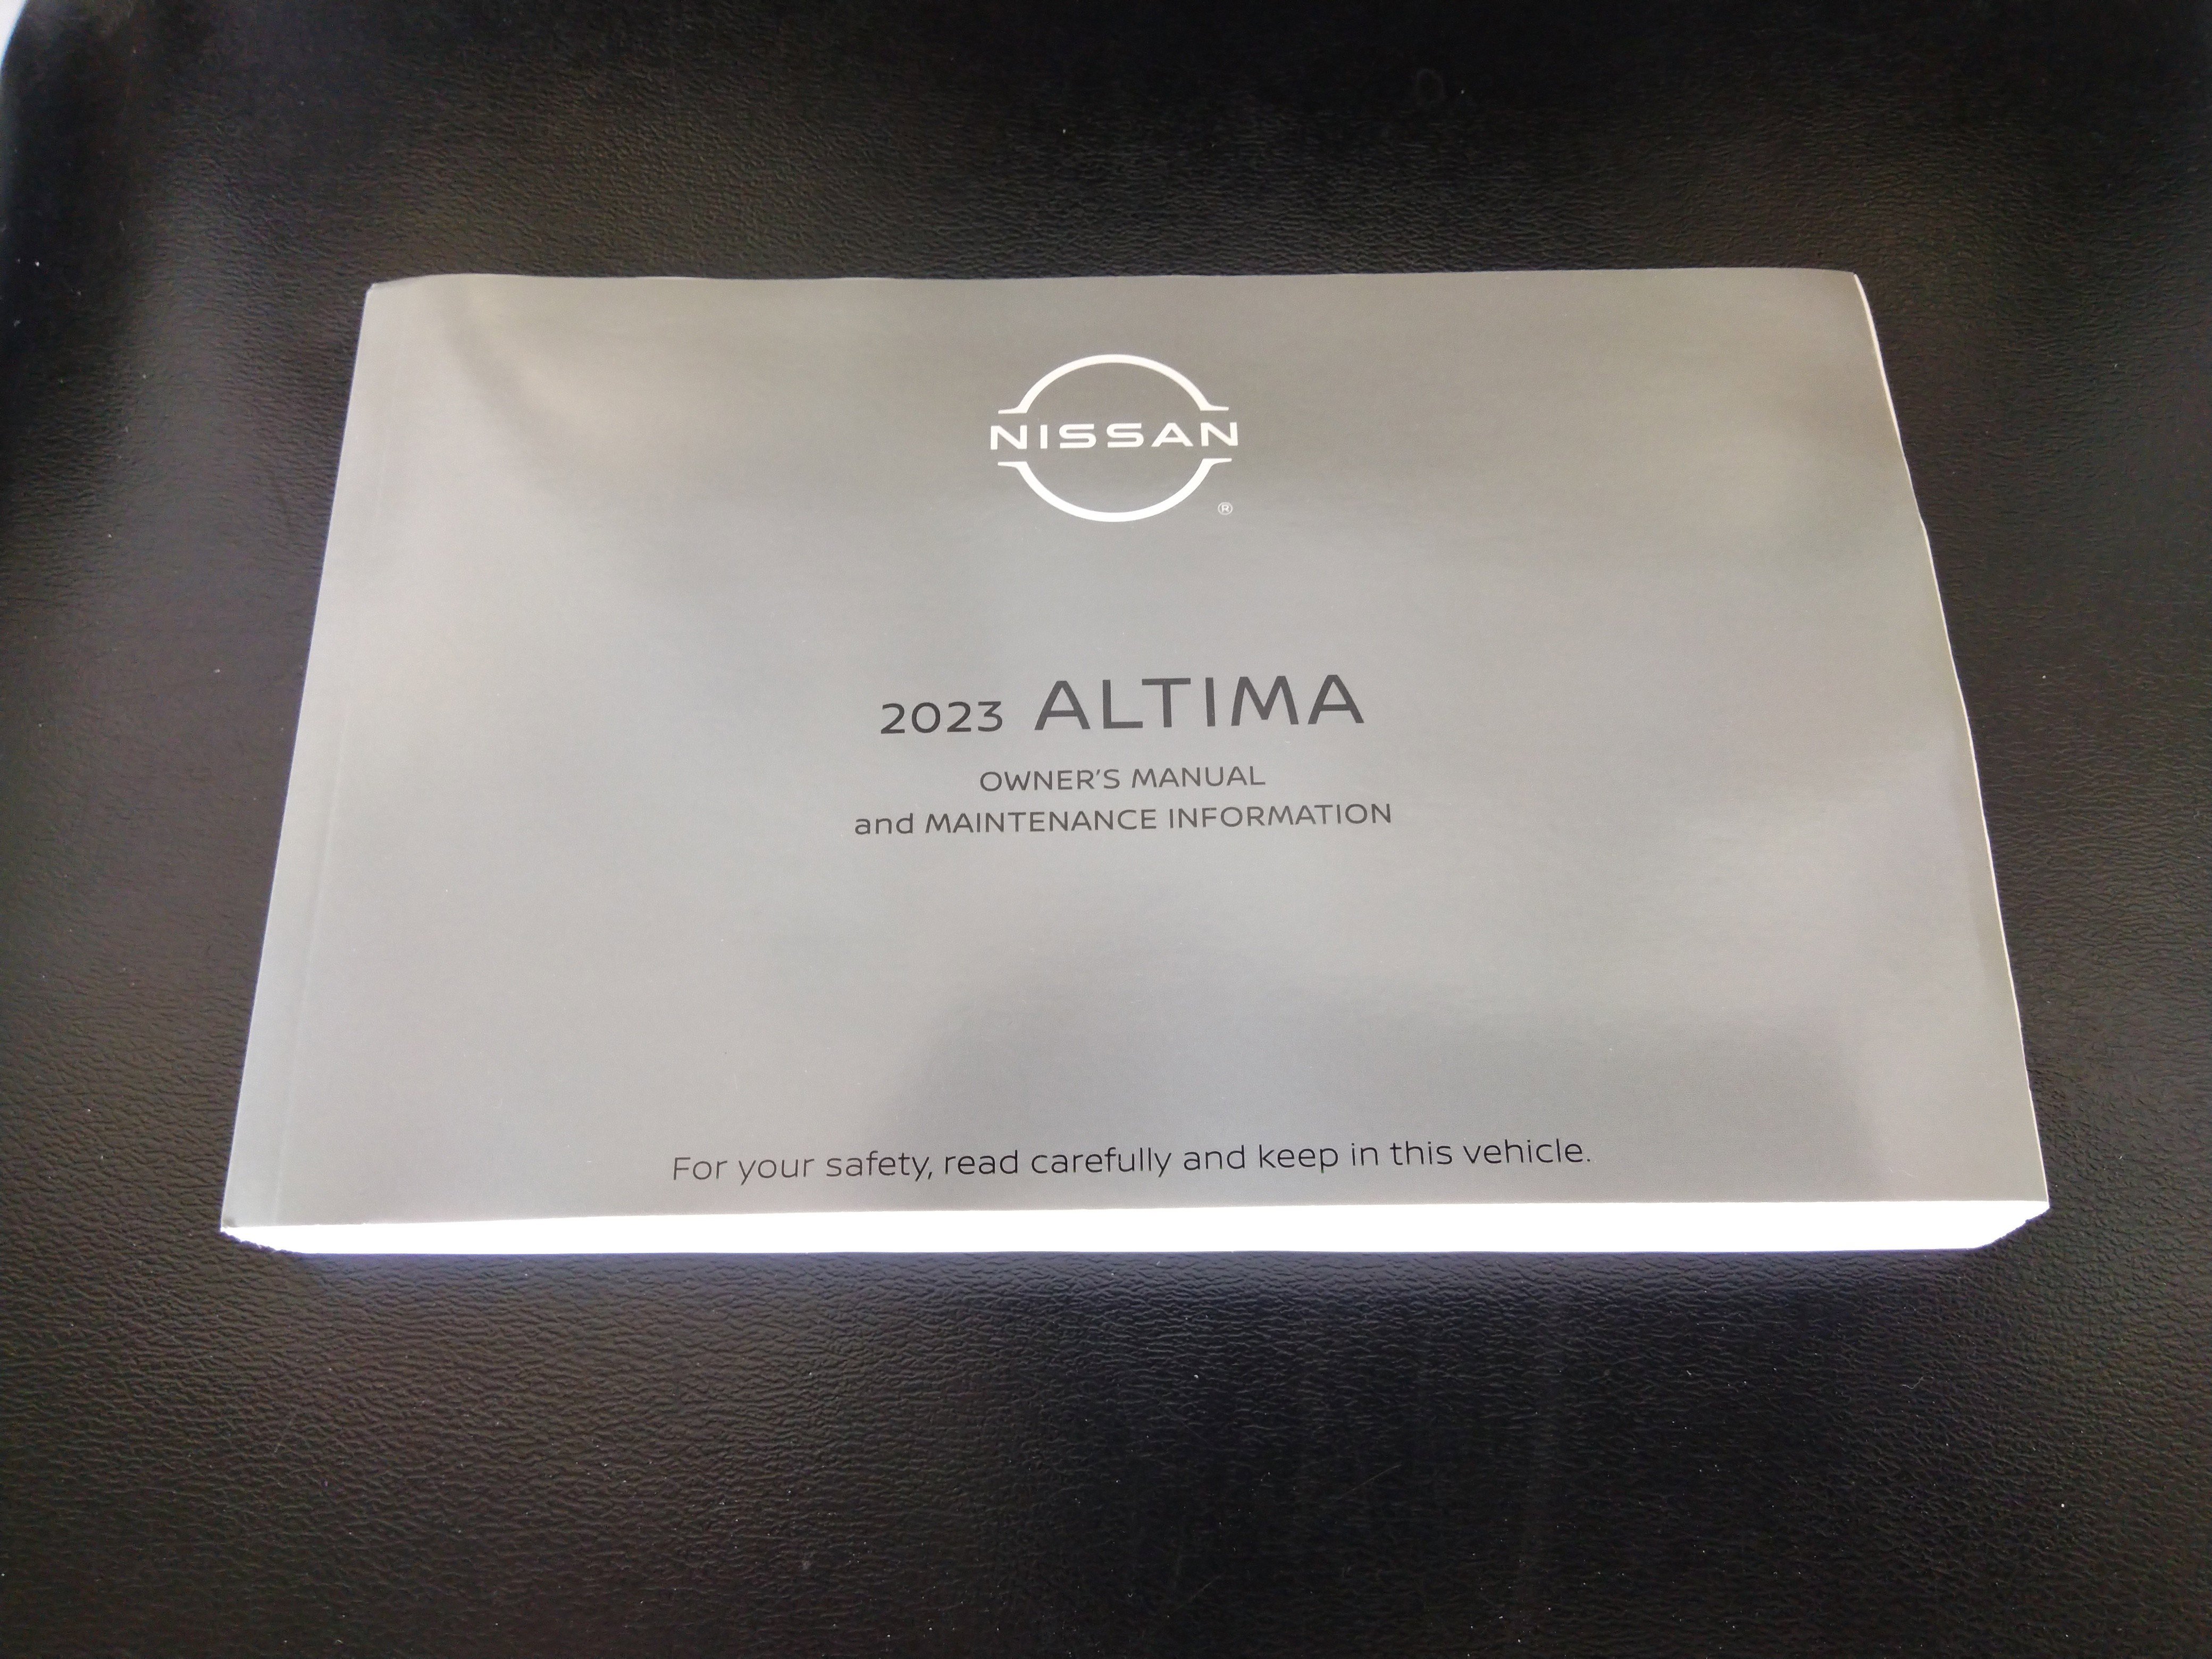 NISSAN
®
2023 ALTIMA
OWNER'S MANUAL
and MAINTENANCE INFORMATION
For your safety, read carefully and keep in this vehicle.